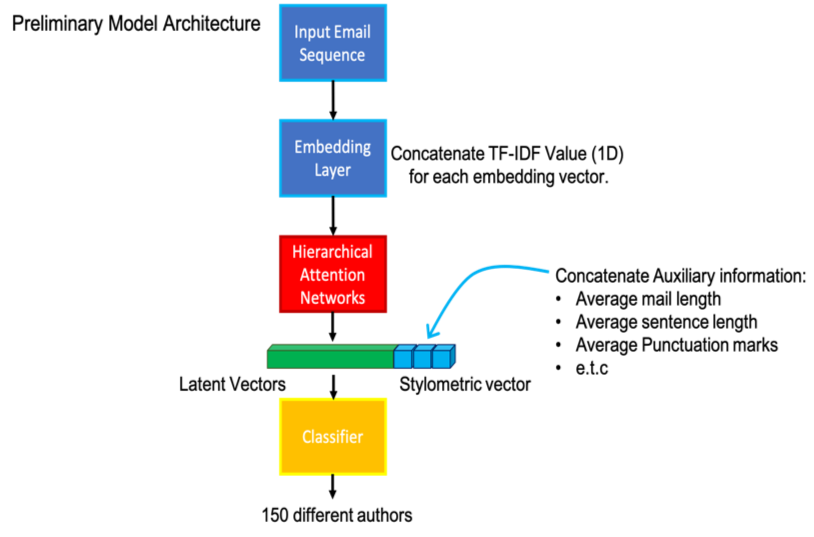 Preliminary Model Architecture
Input Email
Sequence
Embedding
Layer
Concatenate TF-IDF Value (1D)
for each embedding vector.
Hierarchical
Attention
Networks
Concatenate Auxiliary information:
• Average mail length
• Average sentence length
• Average Punctuation marks
• e.t.c
Latent Vectors
Stylometric vector
Classifier
150 different authors